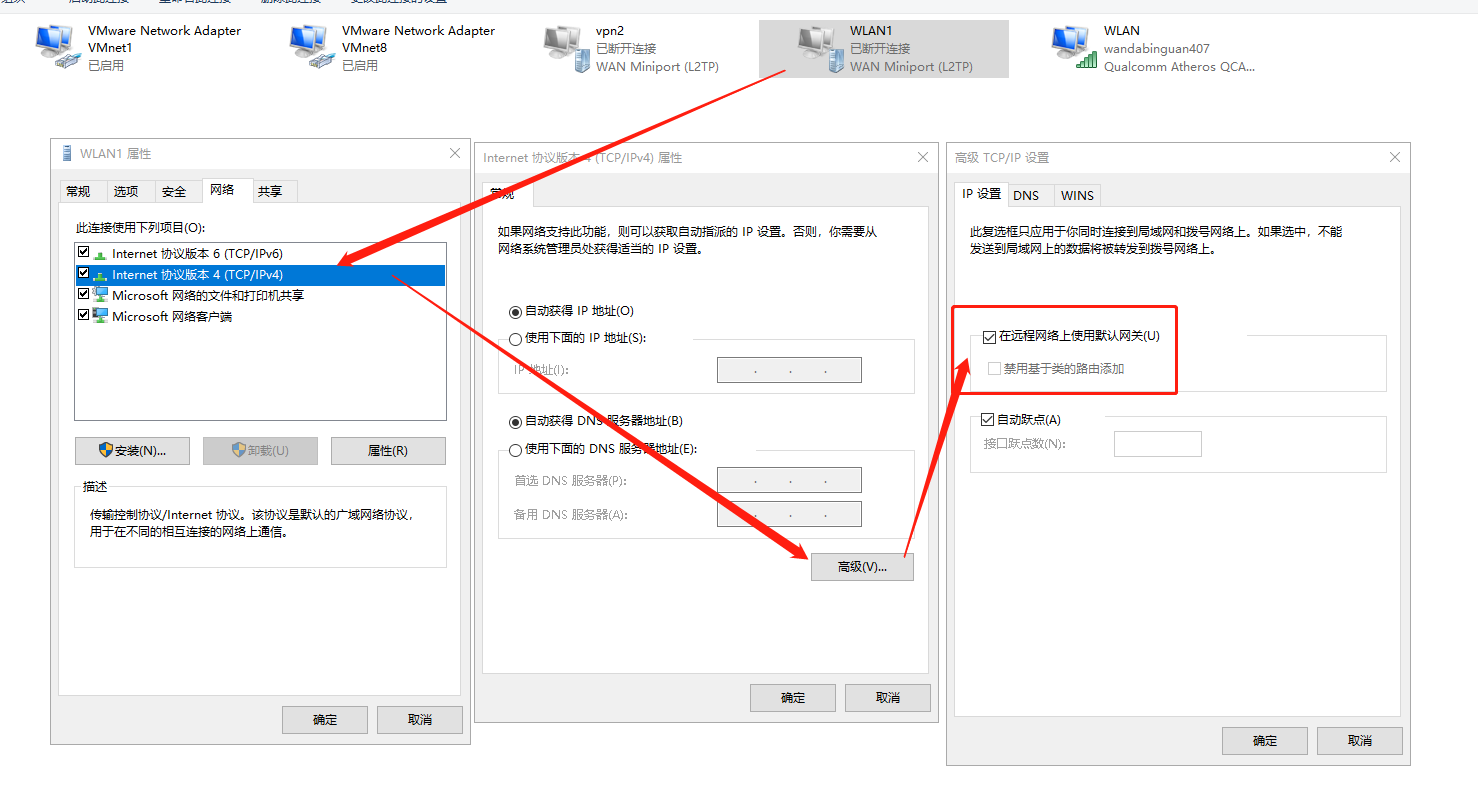 VMware Network Adapter
VMnet1
已启用
VMware Network Adapter
VMnet8
已启用
vpn2
已断开连接
WAN Miniport (L2TP)
WLAN1
已断开连接
WAN Miniport (L2TP)
WLAN
wandabinguan407
Qualcomm Atheros QCA...
WLAN1 属性
常规 选项 安全 网络 共享
此连接使用下列项目(O):
Internet 协议版本 6 (TCP/IPv6)
Internet 协议版本 4 (TCP/IPv4)
Microsoft 网络的文件和打印机共享
Microsoft 网络客户端
安装(N)... 卸载(U) 属性(R)
描述
传输控制协议/Internet 协议。该协议是默认的广域网络协议，
用于在不同的相互连接的网络上通信。
确定 取消
Internet 协议版本 4 (TCP/IPv4) 属性
常规
如果网络支持此功能，则可以获取自动指派的 IP 设置。否则，你需要从
网络系统管理员处获得适当的 IP 设置。
自动获得 IP 地址(O)
使用下面的 IP 地址(S):
IP 地址(I):
自动获得 DNS 服务器地址(B)
使用下面的 DNS 服务器地址(E):
首选 DNS 服务器(P):
备用 DNS 服务器(A):
高级(V)...
确定 取消
高级 TCP/IP 设置
IP 设置 DNS WINS
此复选框只应用于你同时连接到局域网和拨号网络上。如果选中，不能
发送到局域网上的数据将被转发到拨号网络上。
在远程网络上使用默认网关(U)
禁用基于类的路由添加
自动跃点(A)
接口跃点数(N):
确定 取消